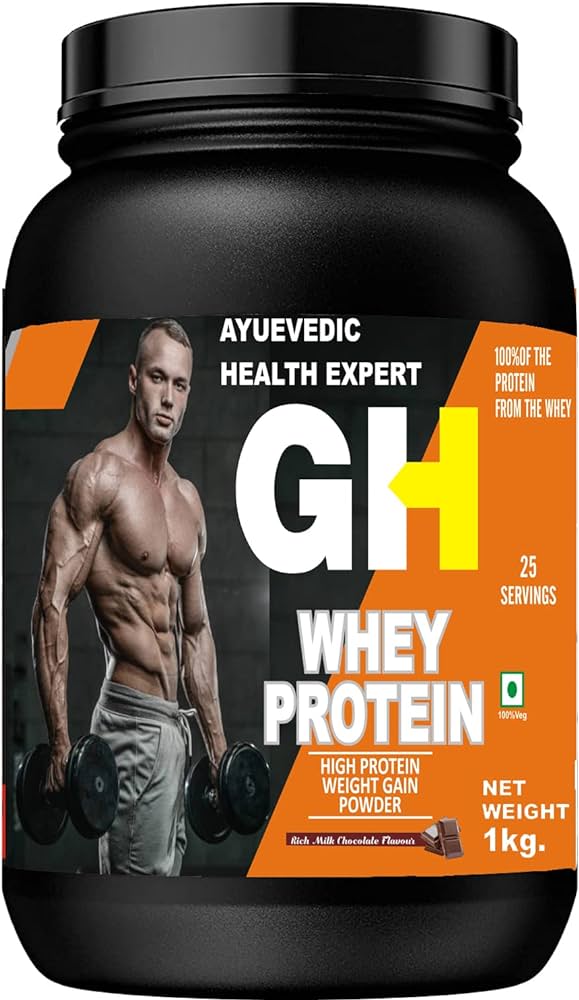 AYUEVEDIC
HEALTH EXPERT
GH
100%OF THE
PROTEIN
FROM THE WHEY
25
SERVINGS
WHEY
PROTEIN
100%Veg
HIGH PROTEIN
WEIGHT GAIN
POWDER
Rich Milk Chocolate Flavour
NET
WEIGHT
1kg.